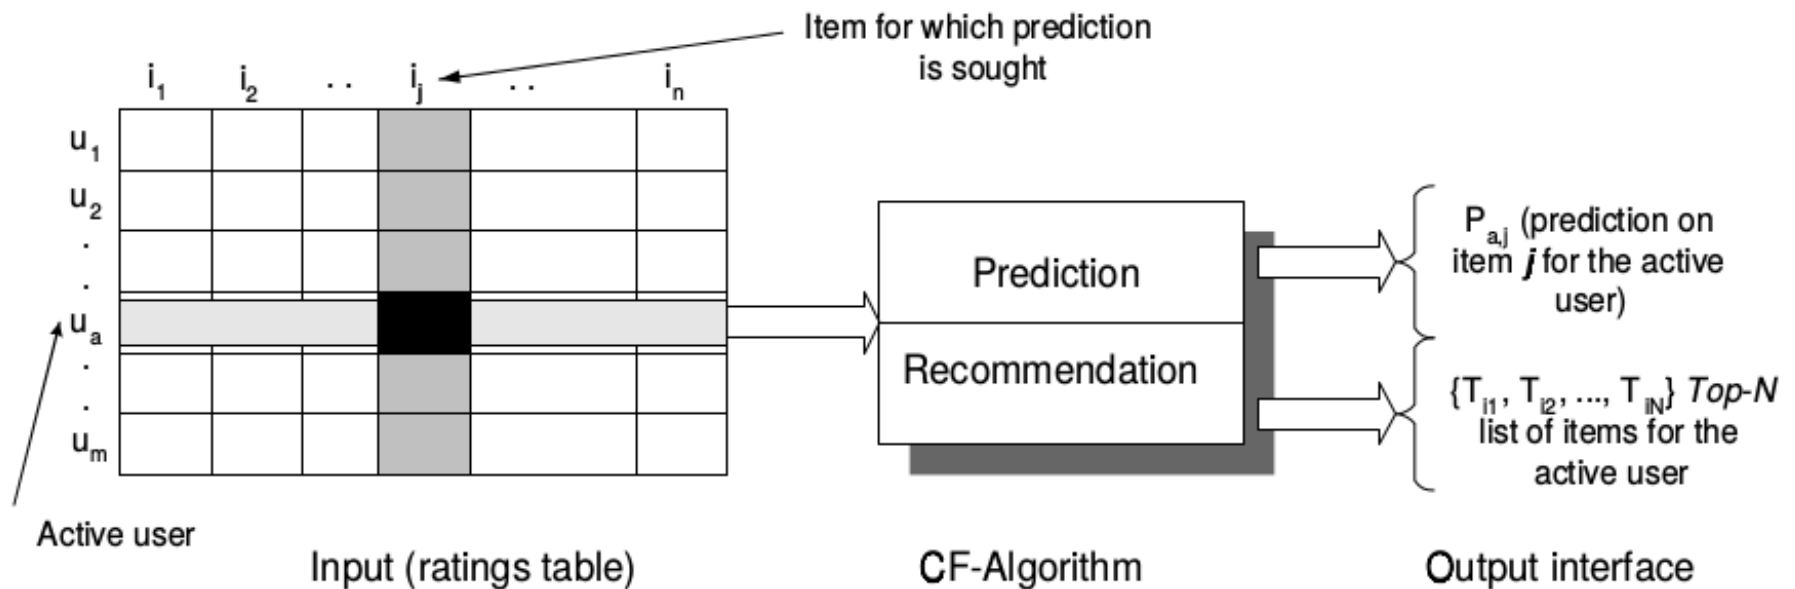 Item for which prediction
is sought
i1 i2 . . ij . . in
u1
u2
.
.
ua
.
.
um
Active user
Input (ratings table)
Prediction
Recommendation
CF-Algorithm
Pa,j (prediction on
item j for the active
user)
{Ti1, Ti2, ..., TiN} Top-N
list of items for the
active user
Output interface